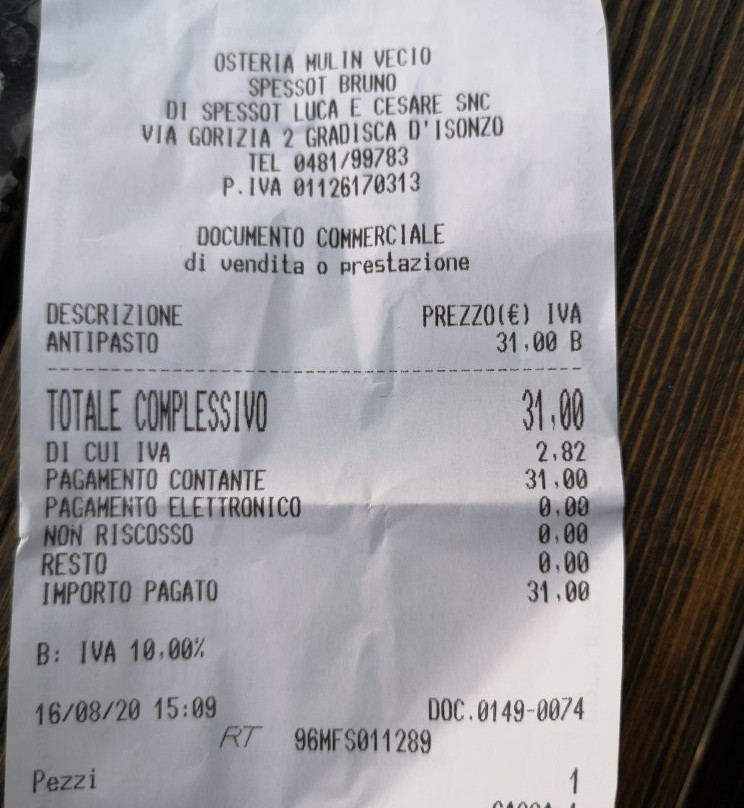 OSTERIA MULIN VECIO
SPESSOT BRUNO
DI SPESSOT LUCA E CESARE SNC
VIA GORIZIA 2 GRADISCA D'ISONZO
TEL 0481/99783
P.IVA 01126170313
DOCUMENTO COMMERCIALE
di vendita o prestazione
DESCRIZIONE PREZZO(€) IVA
ANTIPASTO 31,00 B
TOTALE COMPLESSIVO 31,00
DI CUI IVA 2,82
PAGAMENTO CONTANTE 31,00
PAGAMENTO ELETTRONICO 0,00
NON RISCOSSO 0,00
RESTO 0,00
IMPORTO PAGATO 31,00
B: IVA 10,00%
16/08/20 15:09 DOC.0149-0074
RT 96MFS011289
Pezzi 1